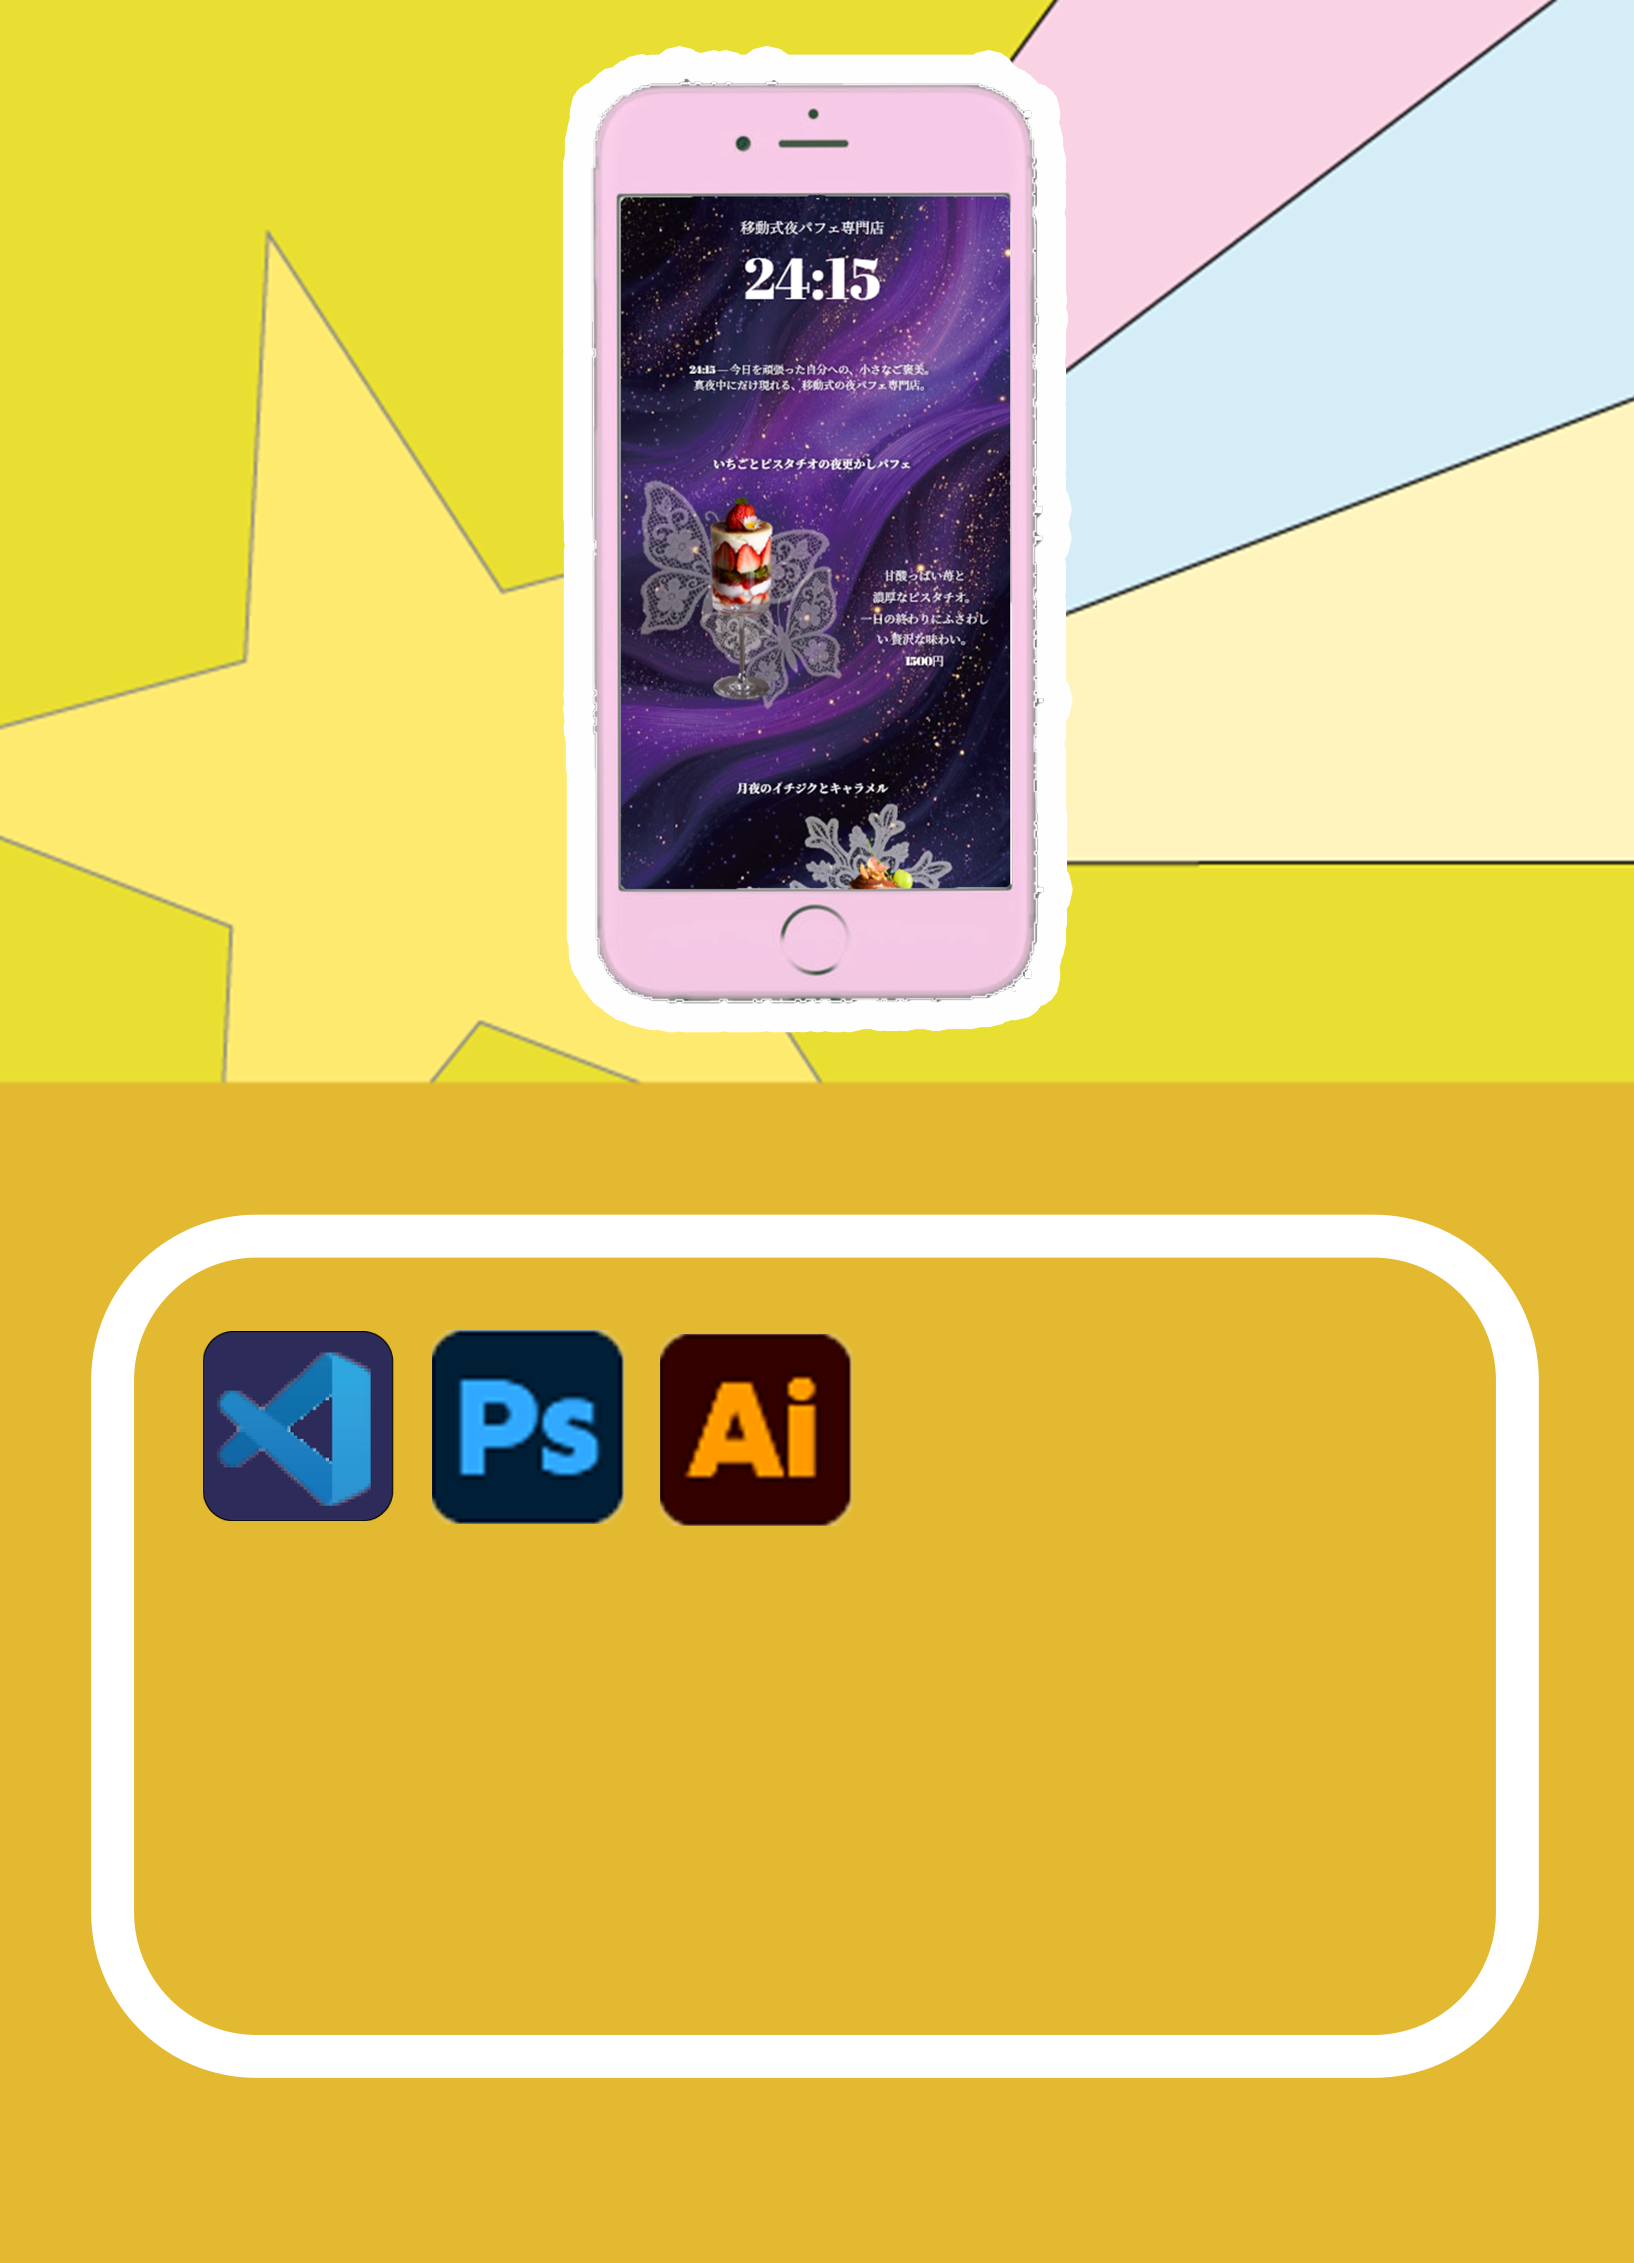 移動式夜パフェ専門店
24:15
24:15—今日を頑張った自分への、小さなご褒美。
真夜中にだけ現れる、移動式の夜パフェ専門店。
いちごとピスタチオの夜更かしパフェ
甘酸っぱい苺と
濃厚なピスタチオ。
一日の終わりにふさわし
い 贅沢な味わい。
1500円
月夜のイチジクとキャラメル
Ps
Ai